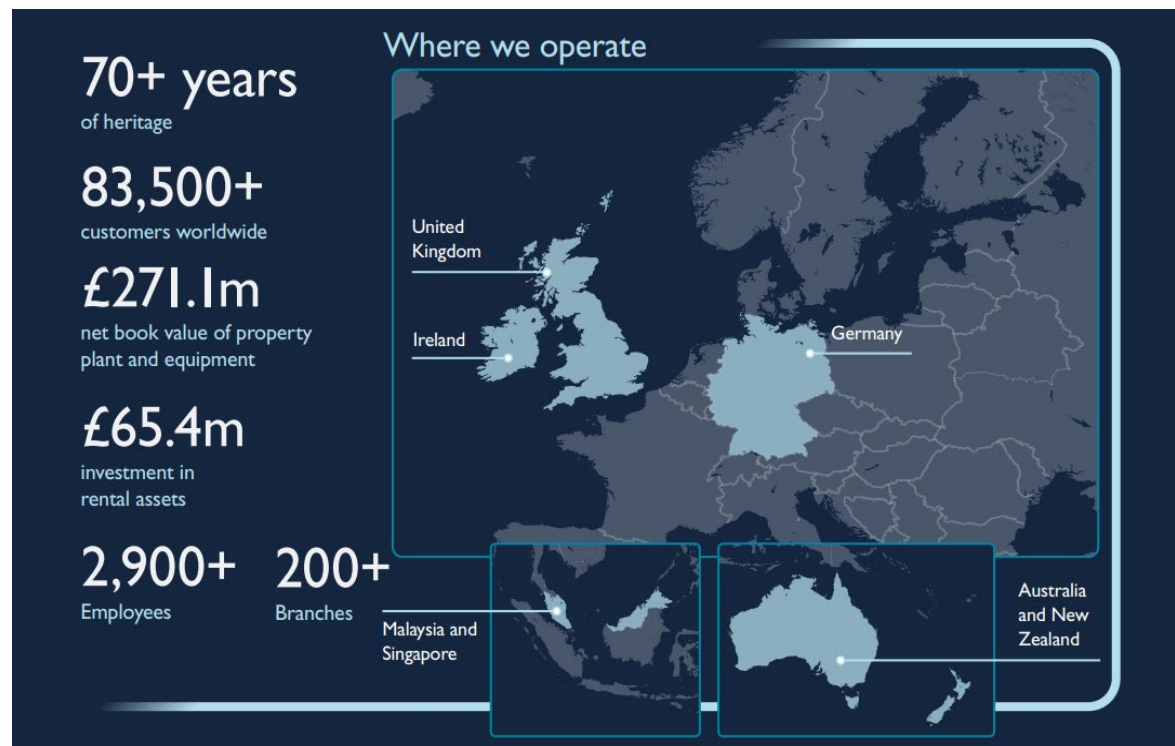 Where we operate
70+ years
of heritage
83,500+
customers worldwide
£271.1m
net book value of property
plant and equipment
£65.4m
investment in
rental assets
2,900+
Employees
200+
Branches
United
Kingdom
Ireland
Germany
Malaysia and
Singapore
Australia
and New
Zealand